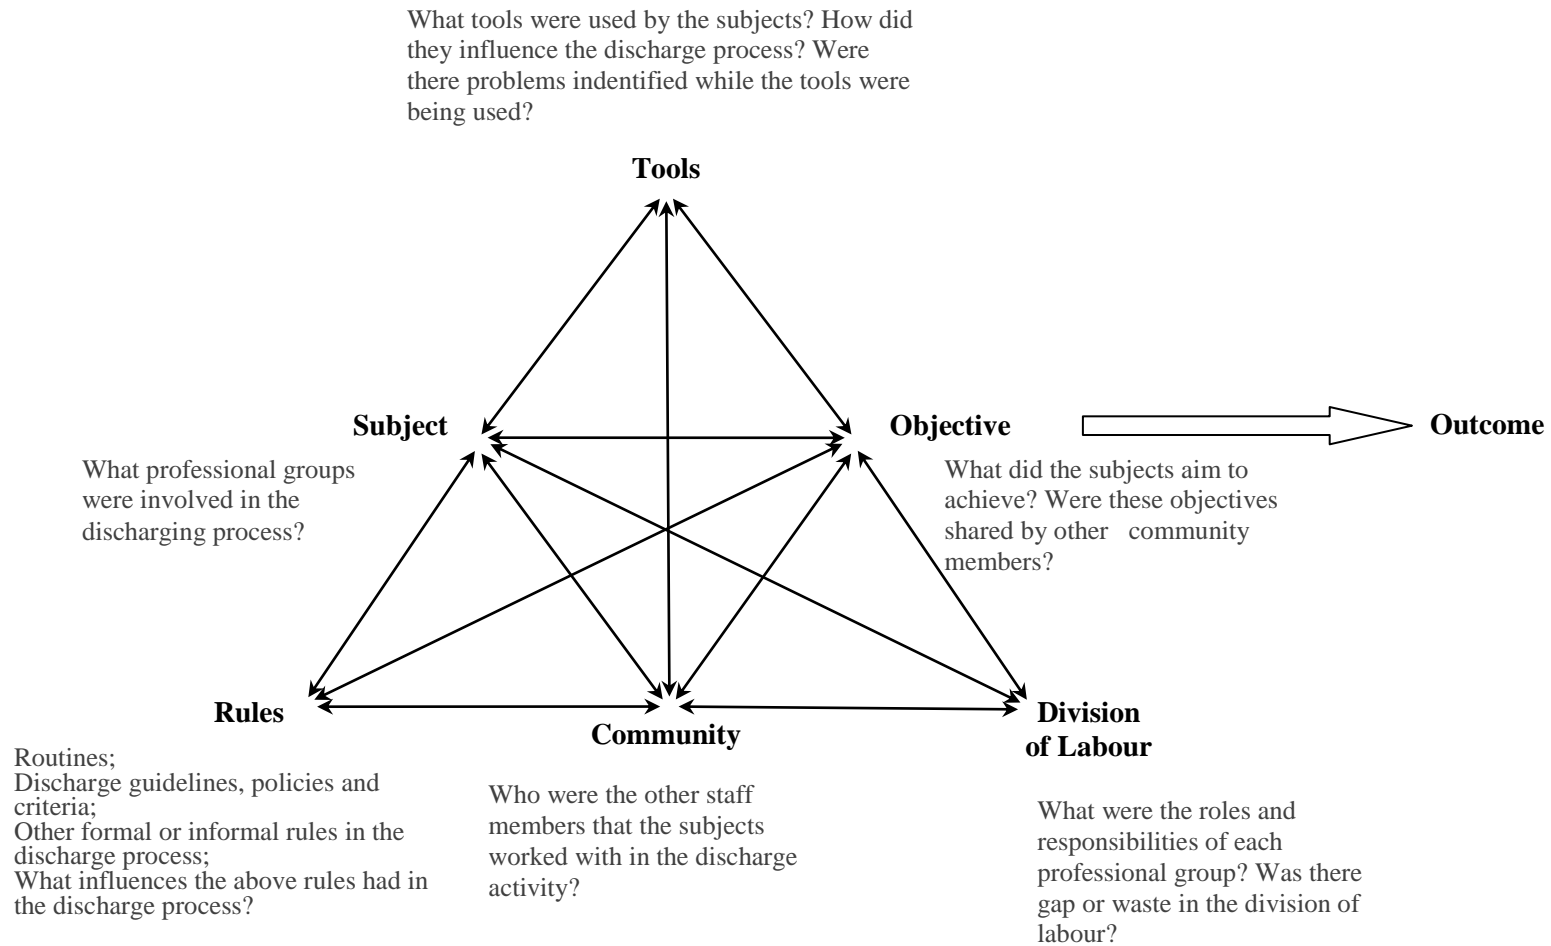 What tools were used by the subjects? How did
they influence the discharge process? Were
there problems indentified while the tools were
being used?
Tools
Subject
What professional groups
were involved in the
discharging process?
Objective
What did the subjects aim to
achieve? Were these objectives
shared by other community
members?
Outcome
Rules
Routines;
Discharge guidelines, policies and
criteria;
Other formal or informal rules in the
discharge process;
What influences the above rules had in
the discharge process?
Community
Who were the other staff
members that the subjects
worked with in the discharge
activity?
Division
of Labour
What were the roles and
responsibilities of each
professional group? Was there
gap or waste in the division of
labour?